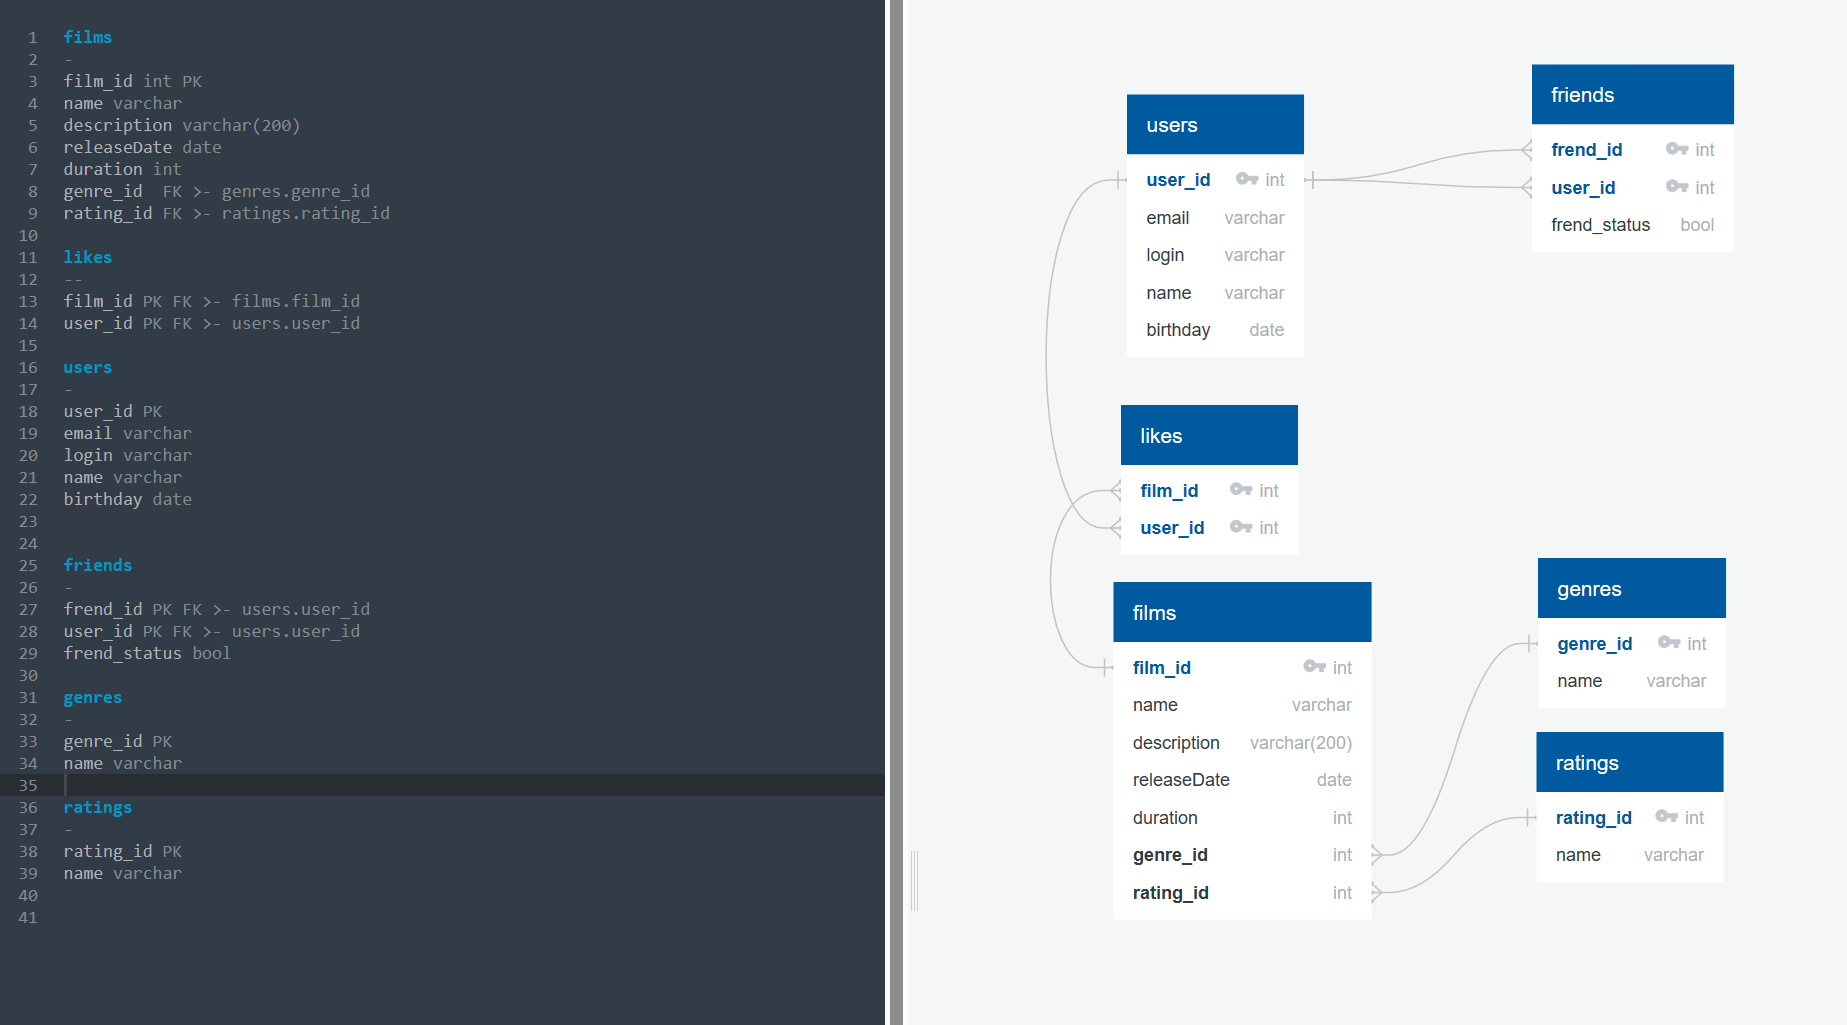 1 films
2 -
3 film_id int PK
4 name varchar
5 description varchar(200)
6 releaseDate date
7 duration int
8 genre_id  FK >- genres.genre_id
9 rating_id FK >- ratings.rating_id
10
11 likes
12 --
13 film_id PK FK >- films.film_id
14 user_id PK FK >- users.user_id
15
16 users
17 -
18 user_id PK
19 email varchar
20 login varchar
21 name varchar
22 birthday date
23
24
25 friends
26 -
27 frend_id PK FK >- users.user_id
28 user_id PK FK >- users.user_id
29 frend_status bool
30
31 genres
32 -
33 genre_id PK
34 name varchar
35
36 ratings
37 -
38 rating_id PK
39 name varchar
40
41
users
user_id int
email varchar
login varchar
name varchar
birthday date
friends
frend_id int
user_id int
frend_status bool
likes
film_id int
user_id int
films
film_id int
name varchar
description varchar(200)
releaseDate date
duration int
genre_id int
rating_id int
genres
genre_id int
name varchar
ratings
rating_id int
name varchar